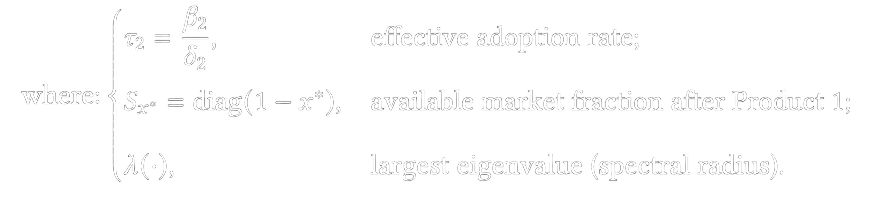 τ₂ = β₂/δ₂, effective adoption rate;
where: S_{x*} = diag(1 − x*), available market fraction after Product 1;
λ(·), largest eigenvalue (spectral radius).